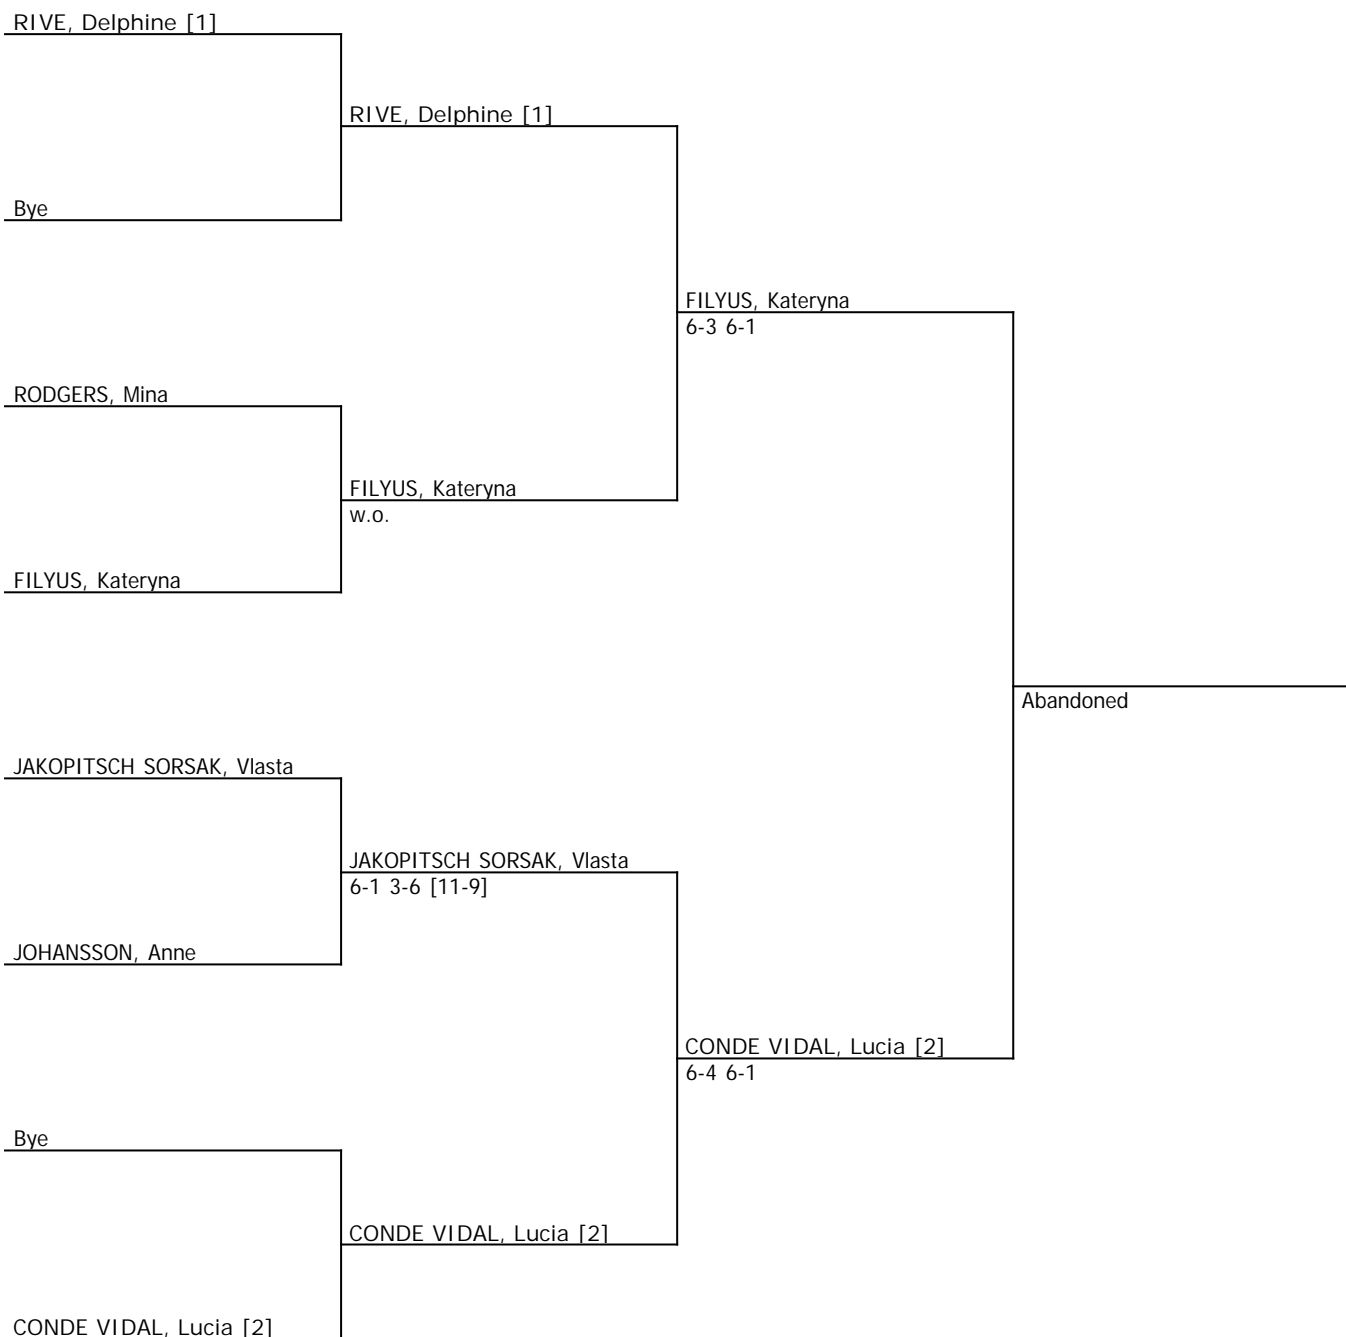 RIVE, Delphine [1]
RIVE, Delphine [1]
Bye
FILYUS, Kateryna
6-3 6-1
RODGERS, Mina
FILYUS, Kateryna
w.o.
FILYUS, Kateryna
Abandoned
JAKOPITSCH SORSAK, Vlasta
JAKOPITSCH SORSAK, Vlasta
6-1 3-6 [11-9]
JOHANSSON, Anne
CONDE VIDAL, Lucia [2]
6-4 6-1
Bye
CONDE VIDAL, Lucia [2]
CONDE VIDAL, Lucia [2]